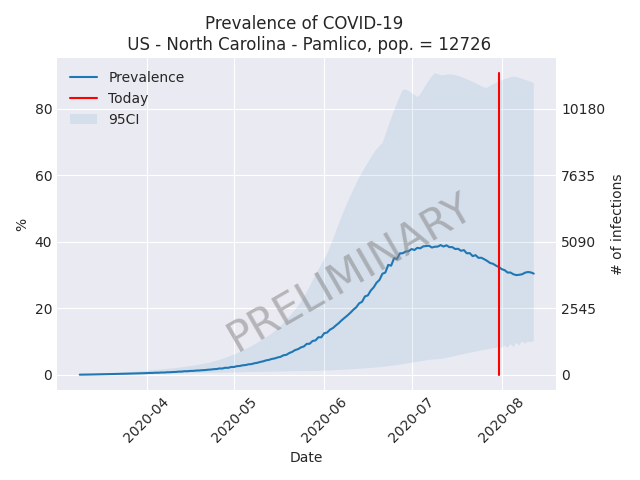 Prevalence of COVID-19
US - North Carolina - Pamlico, pop. = 12726
Prevalence
Today
95CI
80
60
40
20
0
%
10180
7635
5090
2545
0
# of infections
PRELIMINARY
2020-04
2020-05
2020-06
2020-07
2020-08
Date